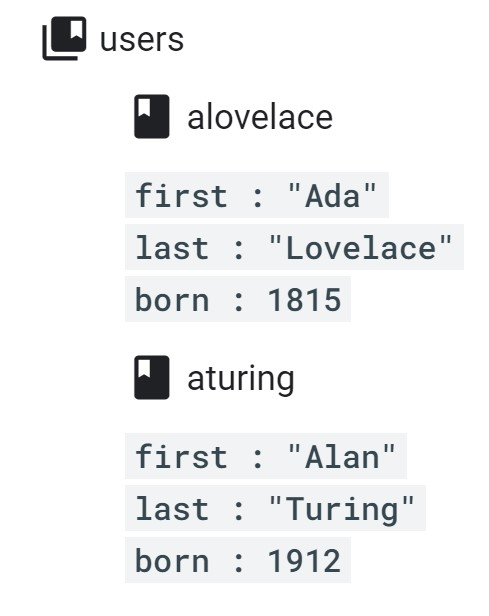 users
alovelace
first : "Ada"
last : "Lovelace"
born : 1815
aturing
first : "Alan"
last : "Turing"
born : 1912